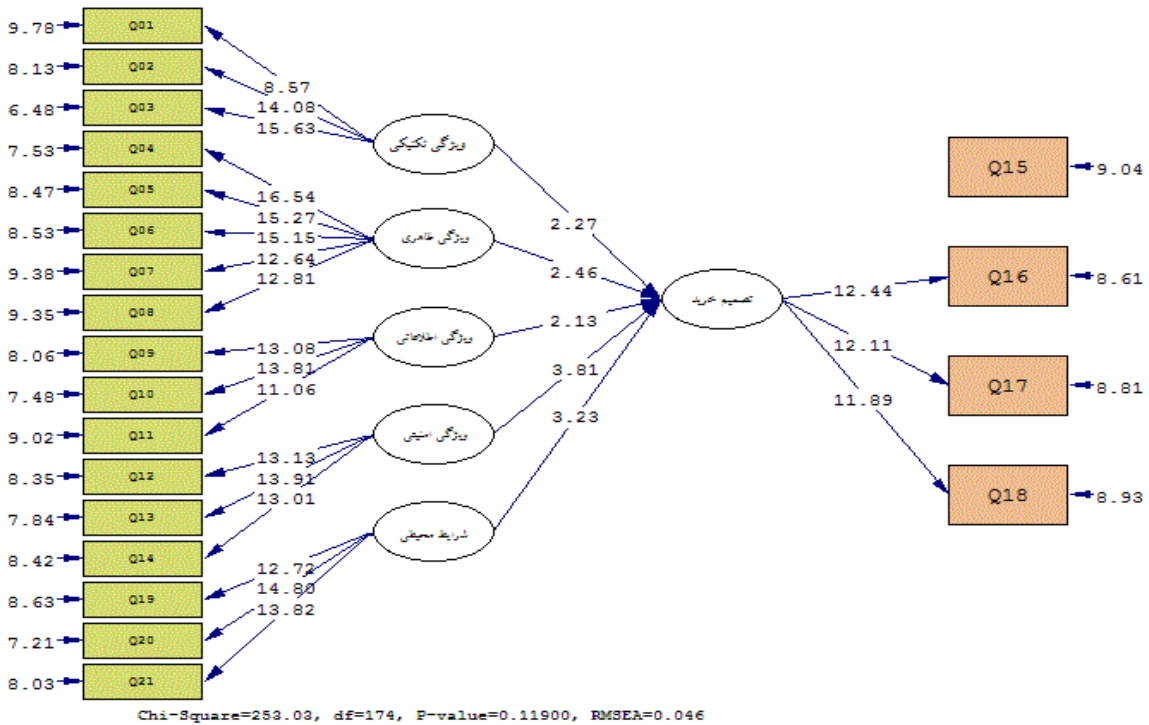 9.78 Q01
8.13 Q02
6.48 Q03
7.53 Q04
8.47 Q05
8.53 Q06
9.38 Q07
9.35 Q08
8.06 Q09
7.48 Q10
9.02 Q11
8.35 Q12
7.84 Q13
8.42 Q14
8.63 Q19
7.21 Q20
8.03 Q21
8.57
14.08
15.63
16.54
15.27
15.15
12.64
12.81
13.08
13.81
11.06
13.13
13.91
13.01
12.72
14.80
13.82
ویژگی تکنیکی
ویژگی ظاهری
ویژگی اطلاعاتی
ویژگی امنیتی
شرایط محیطی
2.27
2.46
2.13
3.81
3.23
تصمیم خرید
12.44
12.11
11.89
Q15 9.04
Q16 8.61
Q17 8.81
Q18 8.93
Chi-Square=253.03, df=174, P-value=0.11900, RMSEA=0.046